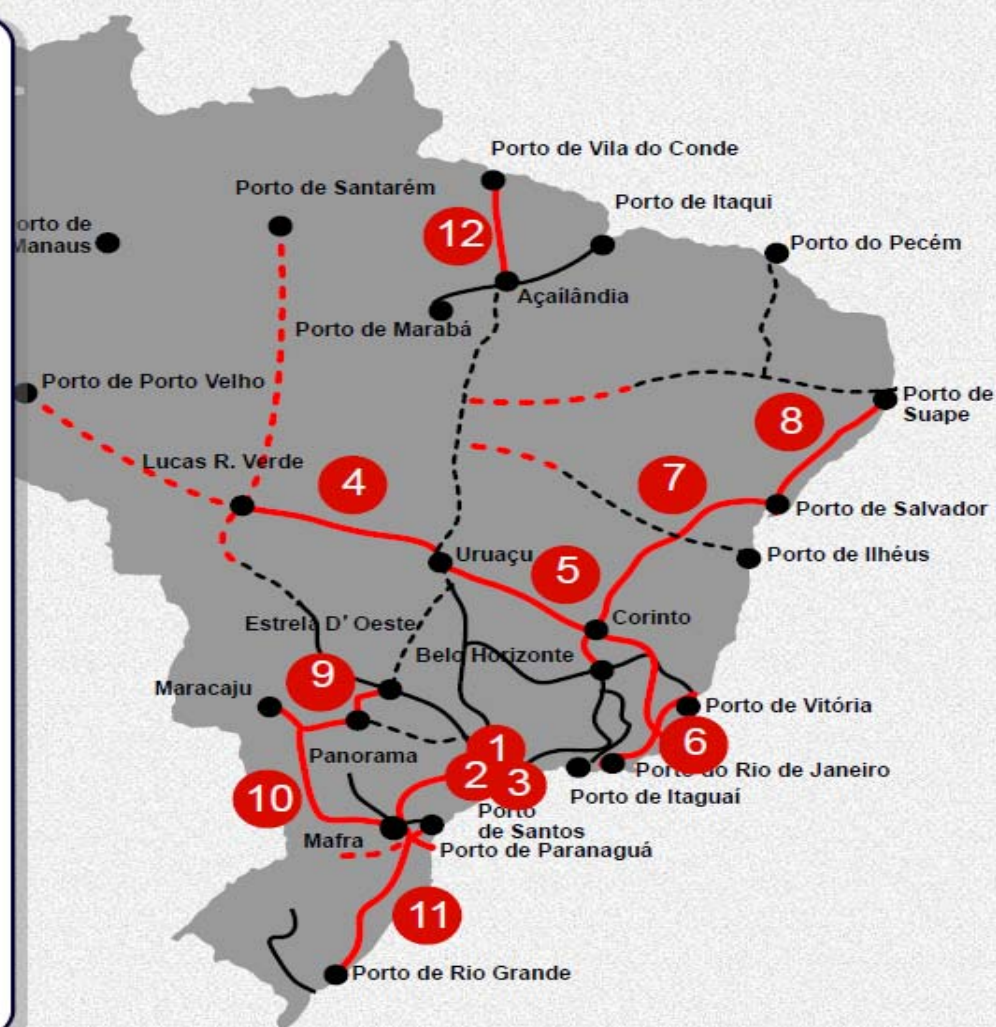 Porto de Vila do Conde
Porto de Santarém
Porto de Itaqui
12
orto de
Manaus
Porto do Pecém
Açaílândia
Porto de Marabá
Porto de Porto Velho
Porto de
Suape
8
Lucas R. Verde
4
7
Porto de Salvador
Uruaçu
5
Porto de Ilhéus
Estrela D' Oeste
Corinto
Belo Horizonte
9
Maracaju
Porto de Vitória
Panorama
1
6
2
3
Porto do Rio de Janeiro
10
Porto de Itaguaí
Porto
de Santos
Mafra
Porto de Paranaguá
11
Porto de Rio Grande